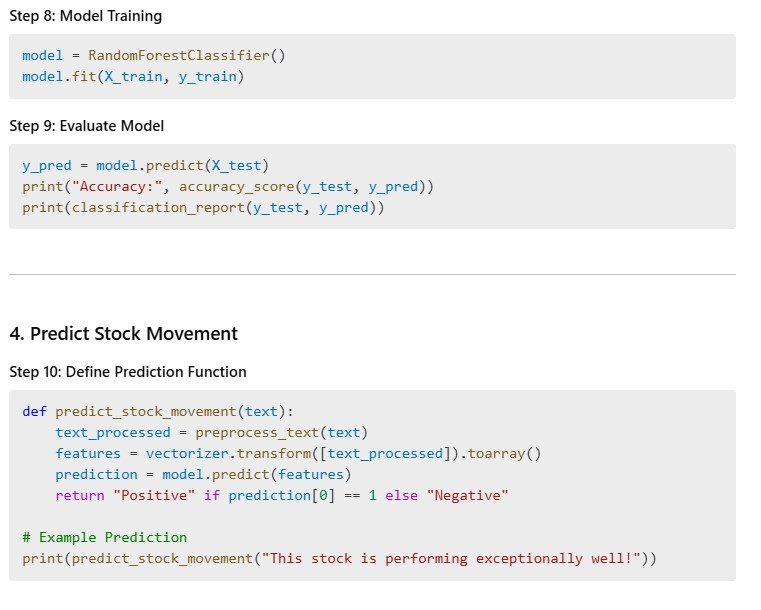 Step 8: Model Training
model = RandomForestClassifier()
model.fit(X_train, y_train)
Step 9: Evaluate Model
y_pred = model.predict(X_test)
print("Accuracy:", accuracy_score(y_test, y_pred))
print(classification_report(y_test, y_pred))
4. Predict Stock Movement
Step 10: Define Prediction Function
def predict_stock_movement(text):
    text_processed = preprocess_text(text)
    features = vectorizer.transform([text_processed]).toarray()
    prediction = model.predict(features)
    return "Positive" if prediction[0] == 1 else "Negative"
# Example Prediction
print(predict_stock_movement("This stock is performing exceptionally well!"))